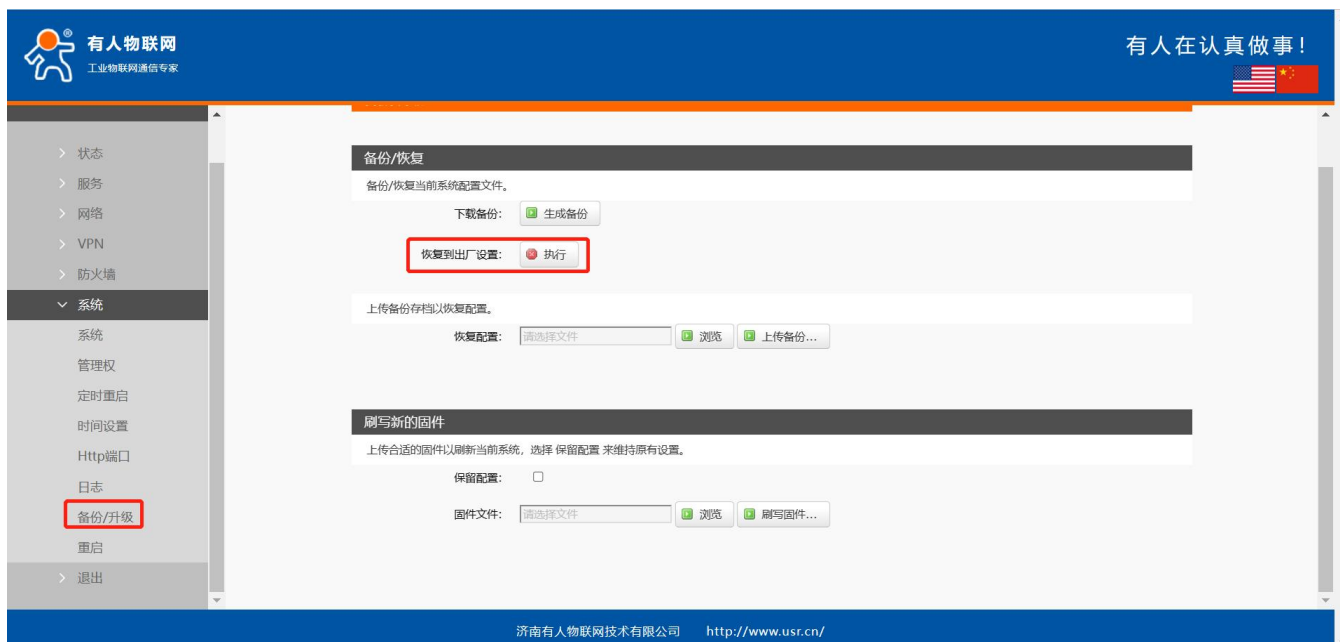 有人物联网
工业物联网通信专家
有人在认真做事!
状态
服务
网络
VPN
防火墙
系统
系统
管理权
定时重启
时间设置
Http端口
日志
备份/升级
重启
退出
备份/恢复
备份/恢复当前系统配置文件。
下载备份: 生成备份
恢复到出厂设置: 执行
上传备份存档以恢复配置。
恢复配置: 请选择文件 浏览 上传备份...
刷写新的固件
上传合适的固件以刷新当前系统,选择 保留配置 来维持原有设置。
保留配置:
固件文件: 请选择文件 浏览 刷写固件...
济南有人物联网技术有限公司 http://www.usr.cn/